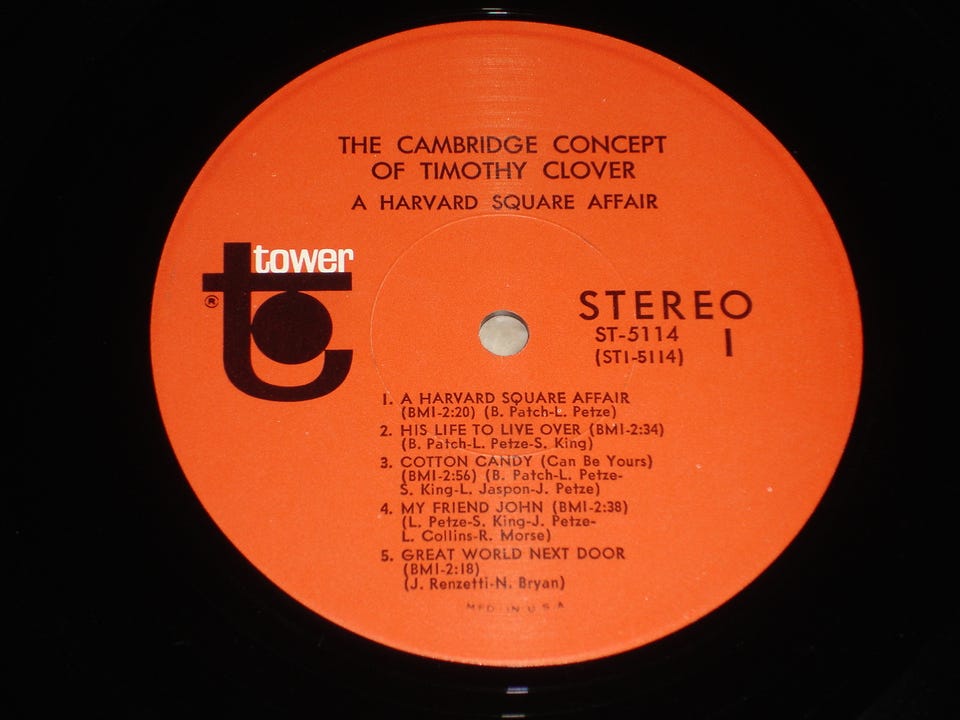 THE CAMBRIDGE CONCEPT
OF TIMOTHY CLOVER
A HARVARD SQUARE AFFAIR
tower
®
STEREO
ST-5114
(ST1-5114)
1
1. A HARVARD SQUARE AFFAIR
(BMI-2:20) (B. Patch-L. Petze)
2. HIS LIFE TO LIVE OVER (BMI-2:34)
(B. Patch-L. Petze-S. King)
3. COTTON CANDY (Can Be Yours)
(BMI-2:56) (B. Patch-L. Petze-
S. King-L. Jaspon-J. Petze)
4. MY FRIEND JOHN (BMI-2:38)
(L. Petze-S. King-J. Petze-
L. Collins-R. Morse)
5. GREAT WORLD NEXT DOOR
(BMI-2:18)
(J. Renzetti-N. Bryan)
MFD. IN U.S.A.